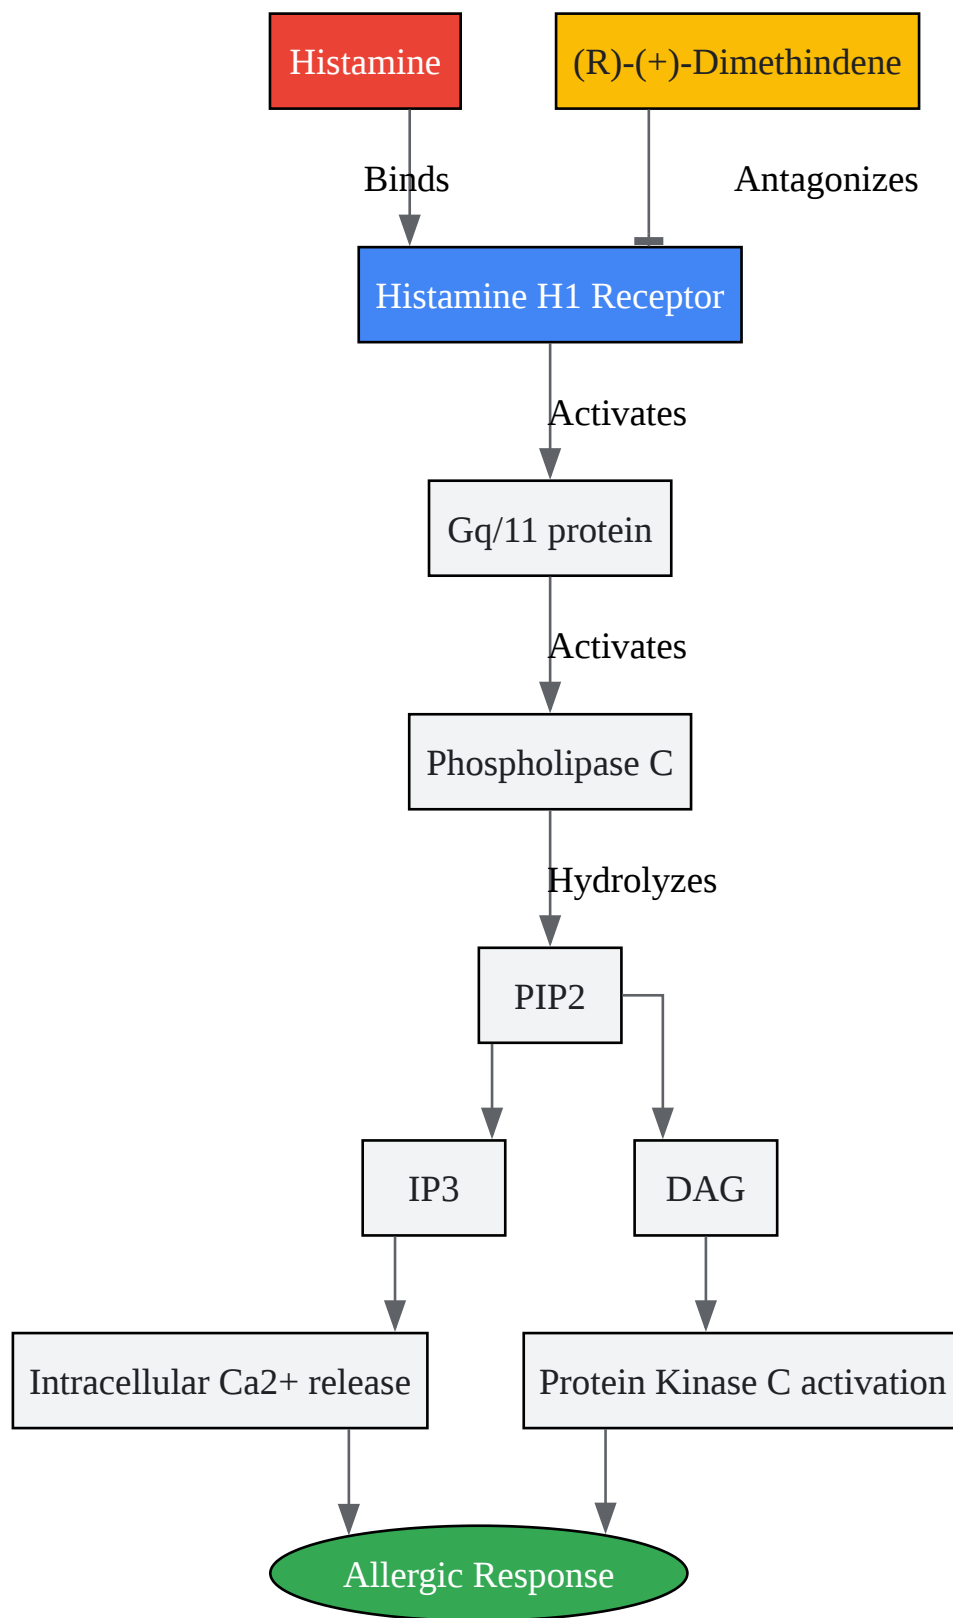 Histamine
(R)-(+)-Dimethindene
Binds
Antagonizes
Histamine H1 Receptor
Activates
Gq/11 protein
Activates
Phospholipase C
Hydrolyzes
PIP2
IP3
DAG
Intracellular Ca2+ release
Protein Kinase C activation
Allergic Response